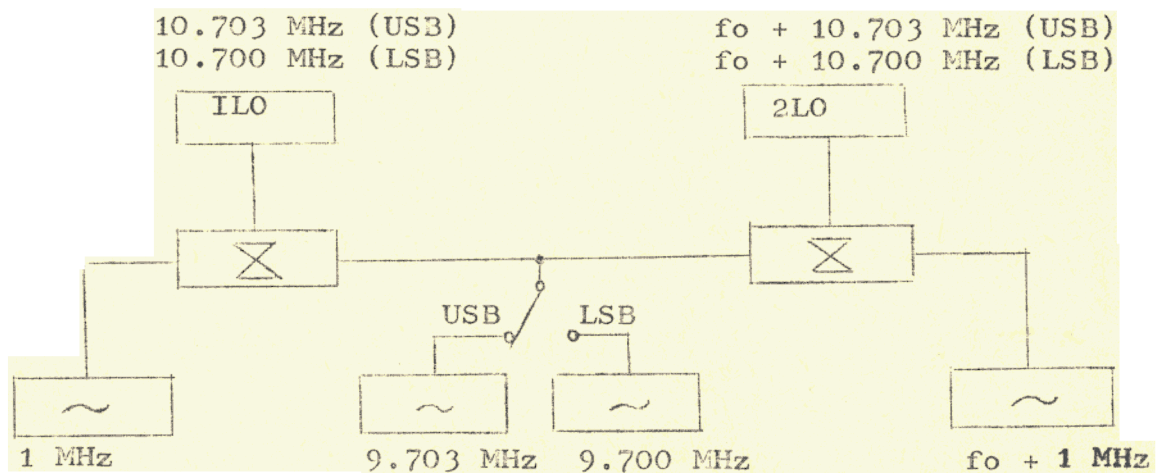 10.703 MHz (USB)
10.700 MHz (LSB)
fo + 10.703 MHz (USB)
fo + 10.700 MHz (LSB)
1LO
2LO
USB
LSB
1 MHz
9.703 MHz
9.700 MHz
fo + 1 MHz